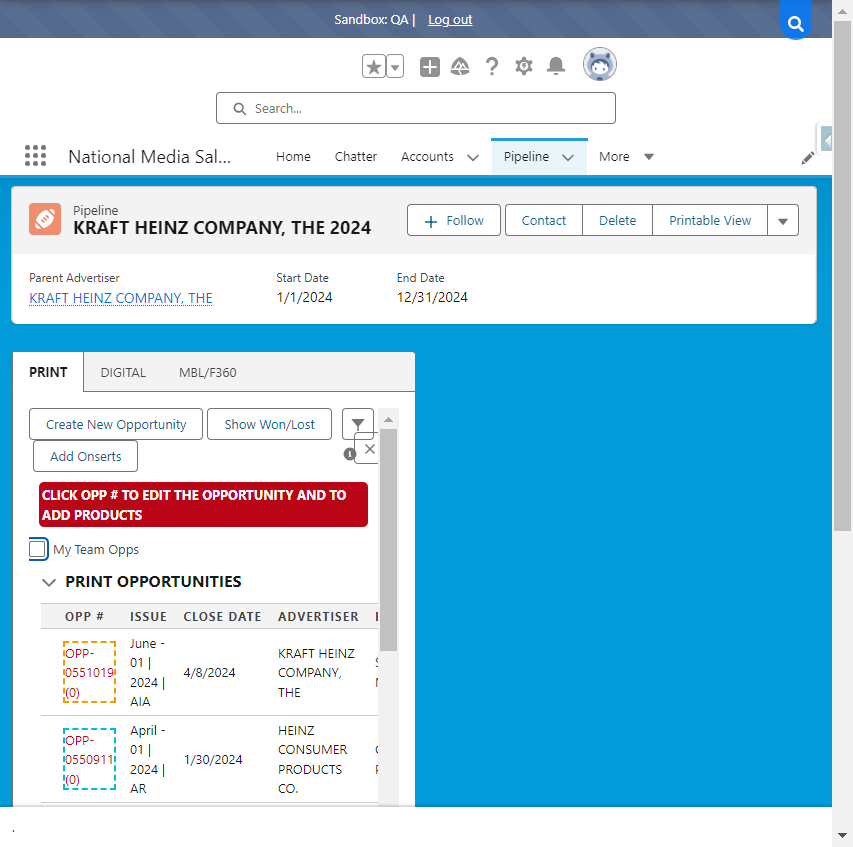 Sandbox: QA | Log out
Search...
National Media Sal... Home Chatter Accounts Pipeline More
Pipeline
KRAFT HEINZ COMPANY, THE 2024
Follow Contact Delete Printable View
Parent Advertiser Start Date End Date
KRAFT HEINZ COMPANY, THE 1/1/2024 12/31/2024
PRINT DIGITAL MBL/F360
Create New Opportunity Show Won/Lost
Add Onserts
CLICK OPP # TO EDIT THE OPPORTUNITY AND TO
ADD PRODUCTS
My Team Opps
PRINT OPPORTUNITIES
OPP # ISSUE CLOSE DATE ADVERTISER
OPP-
0551019
(0)
June -
01 |
2024 |
AIA
4/8/2024
KRAFT HEINZ
COMPANY,
THE
OPP-
0550911
(0)
April -
01 |
2024 |
AR
1/30/2024
HEINZ
CONSUMER
PRODUCTS
CO.